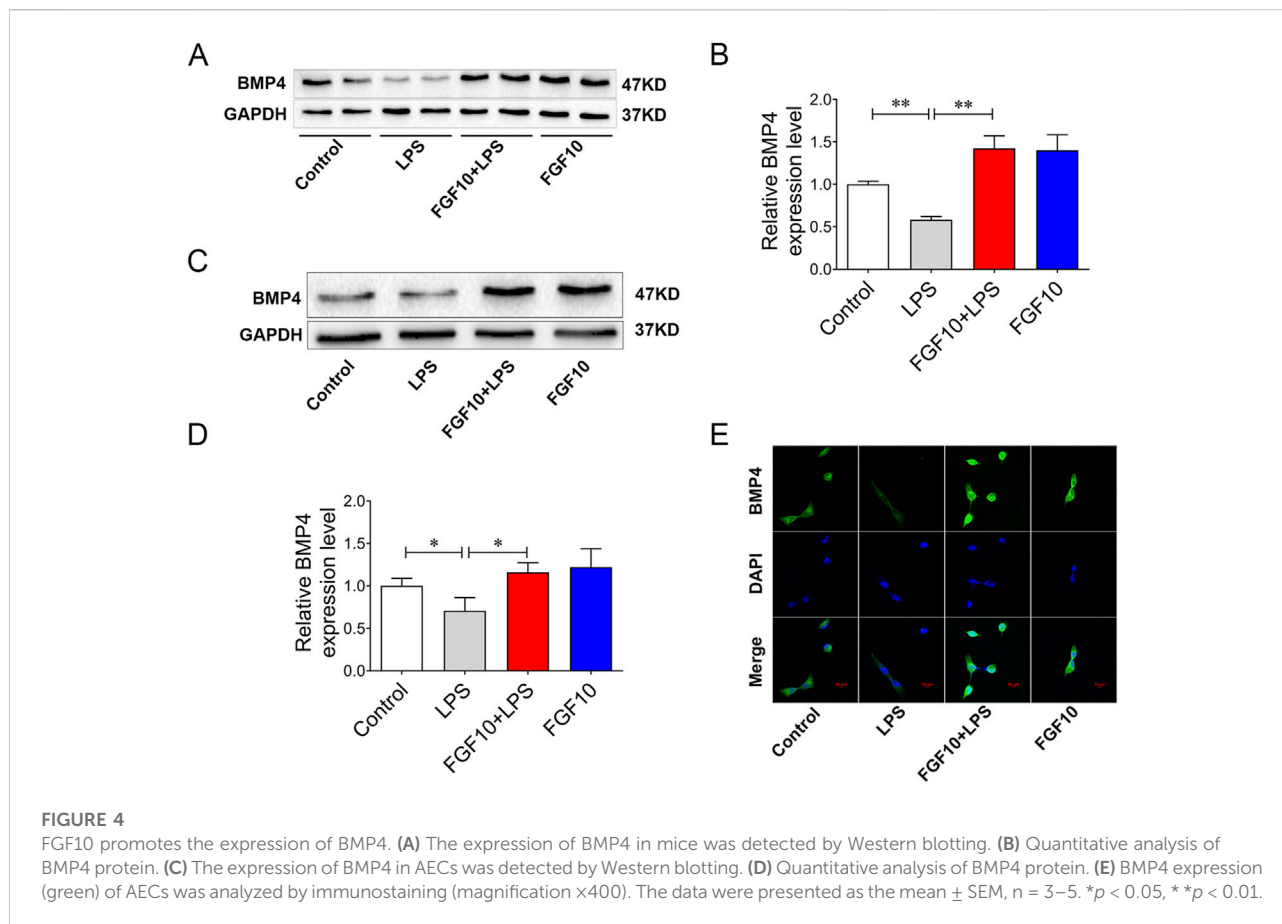 A
BMP4
47KD
GAPDH
37KD
Control
LPS
FGF10+LPS
FGF10
B
Relative BMP4
expression level
2.0
1.5
1.0
0.5
0.0
**
**
Control
LPS
FGF10+LPS
FGF10
C
BMP4
47KD
GAPDH
37KD
Control
LPS
FGF10+LPS
FGF10
D
Relative BMP4
expression level
2.0
1.5
1.0
0.5
0.0
*
*
Control
LPS
FGF10+LPS
FGF10
E
BMP4
DAPI
Merge
Control
LPS
FGF10+LPS
FGF10
FIGURE 4
FGF10 promotes the expression of BMP4. (A) The expression of BMP4 in mice was detected by Western blotting. (B) Quantitative analysis of
BMP4 protein. (C) The expression of BMP4 in AECs was detected by Western blotting. (D) Quantitative analysis of BMP4 protein. (E) BMP4 expression
(green) of AECs was analyzed by immunostaining (magnification ×400). The data were presented as the mean ± SEM, n = 3–5. *p < 0.05, * *p < 0.01.